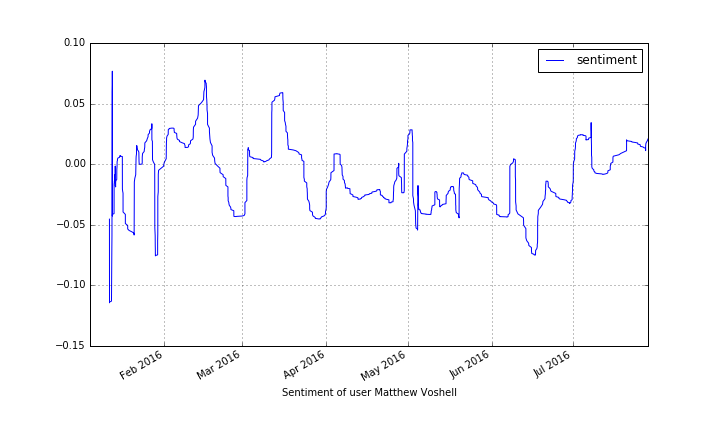 0.10
sentiment
0.05
0.00
−0.05
−0.10
−0.15
Feb 2016
Mar 2016
Apr 2016
May 2016
Jun 2016
Jul 2016
Sentiment of user Matthew Voshell